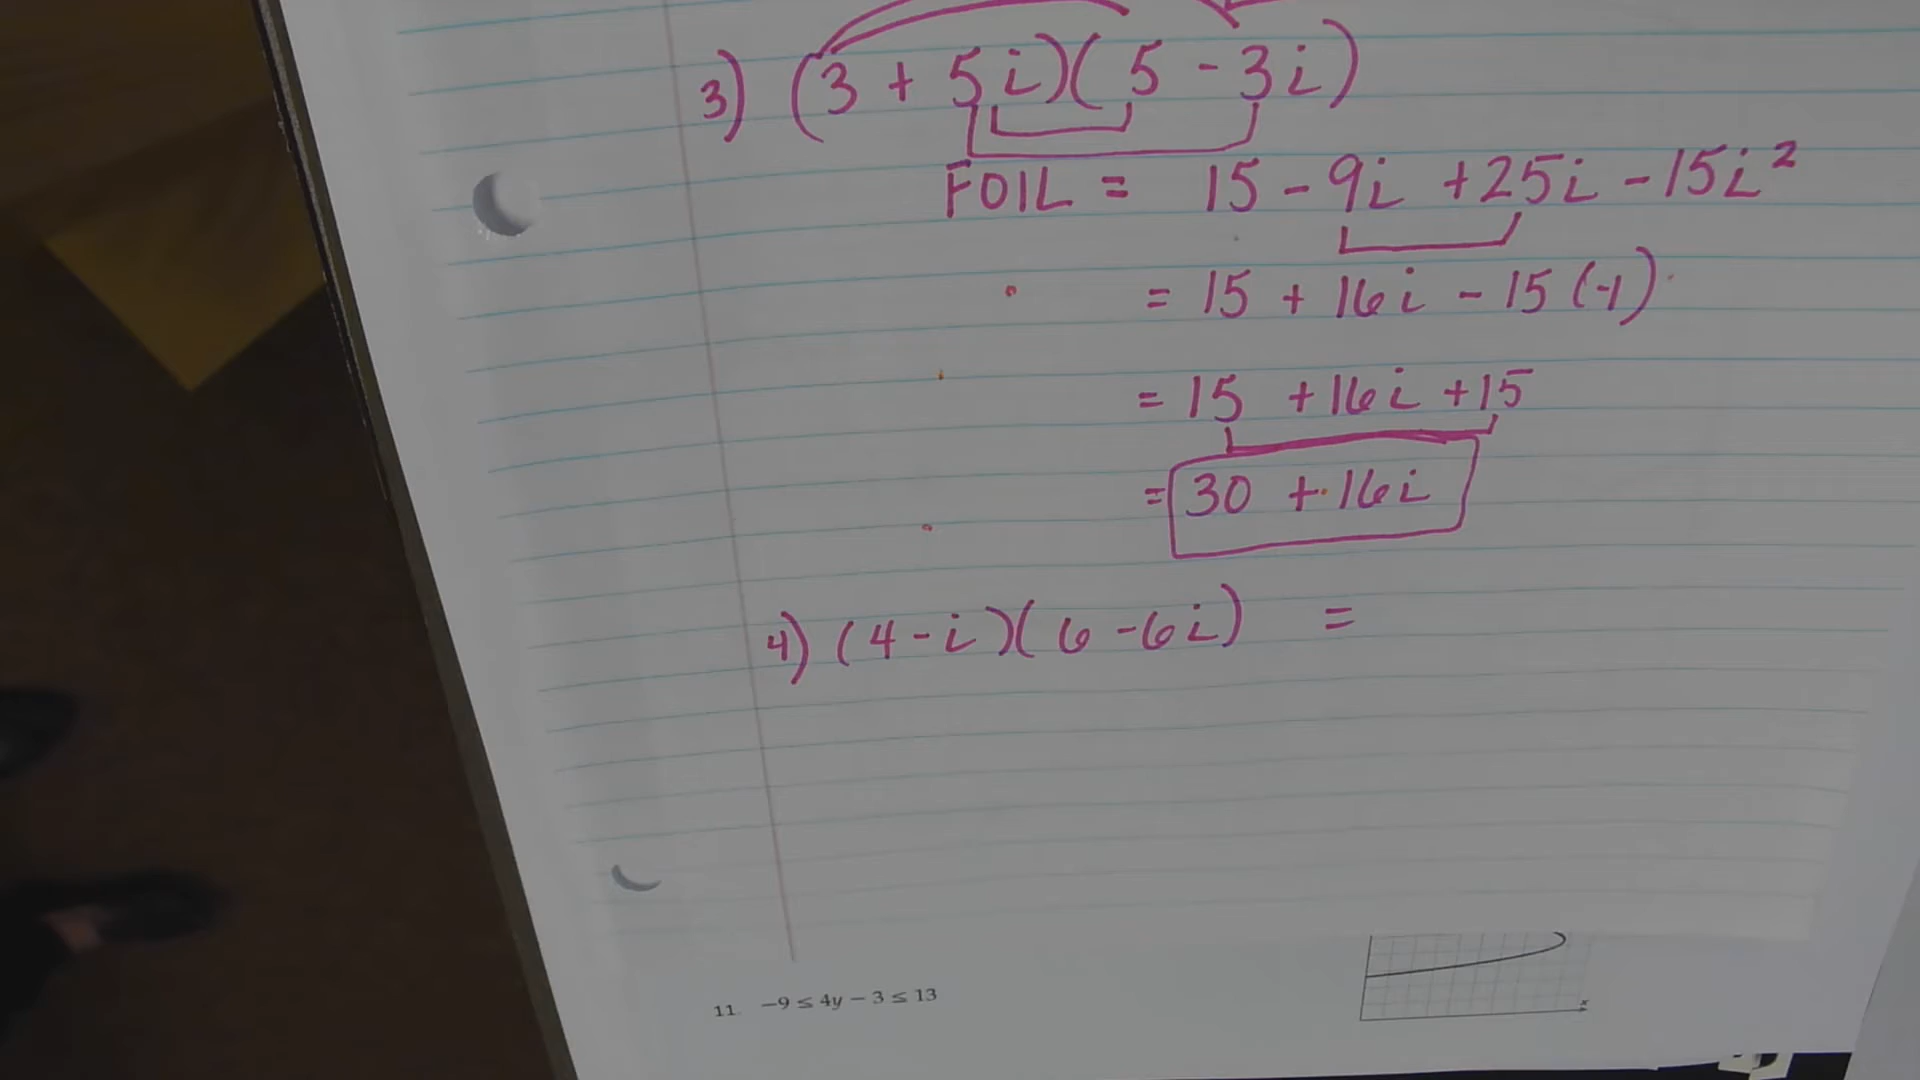 3) (3 + 5i)(5 - 3i)
FOIL = 15 - 9i + 25i - 15i²
= 15 + 16i - 15(-1)
= 15 + 16i + 15
= 30 + 16i
4) (4 - i)(6 - 6i) =
11. −9 ≤ 4y − 3 ≤ 13
x